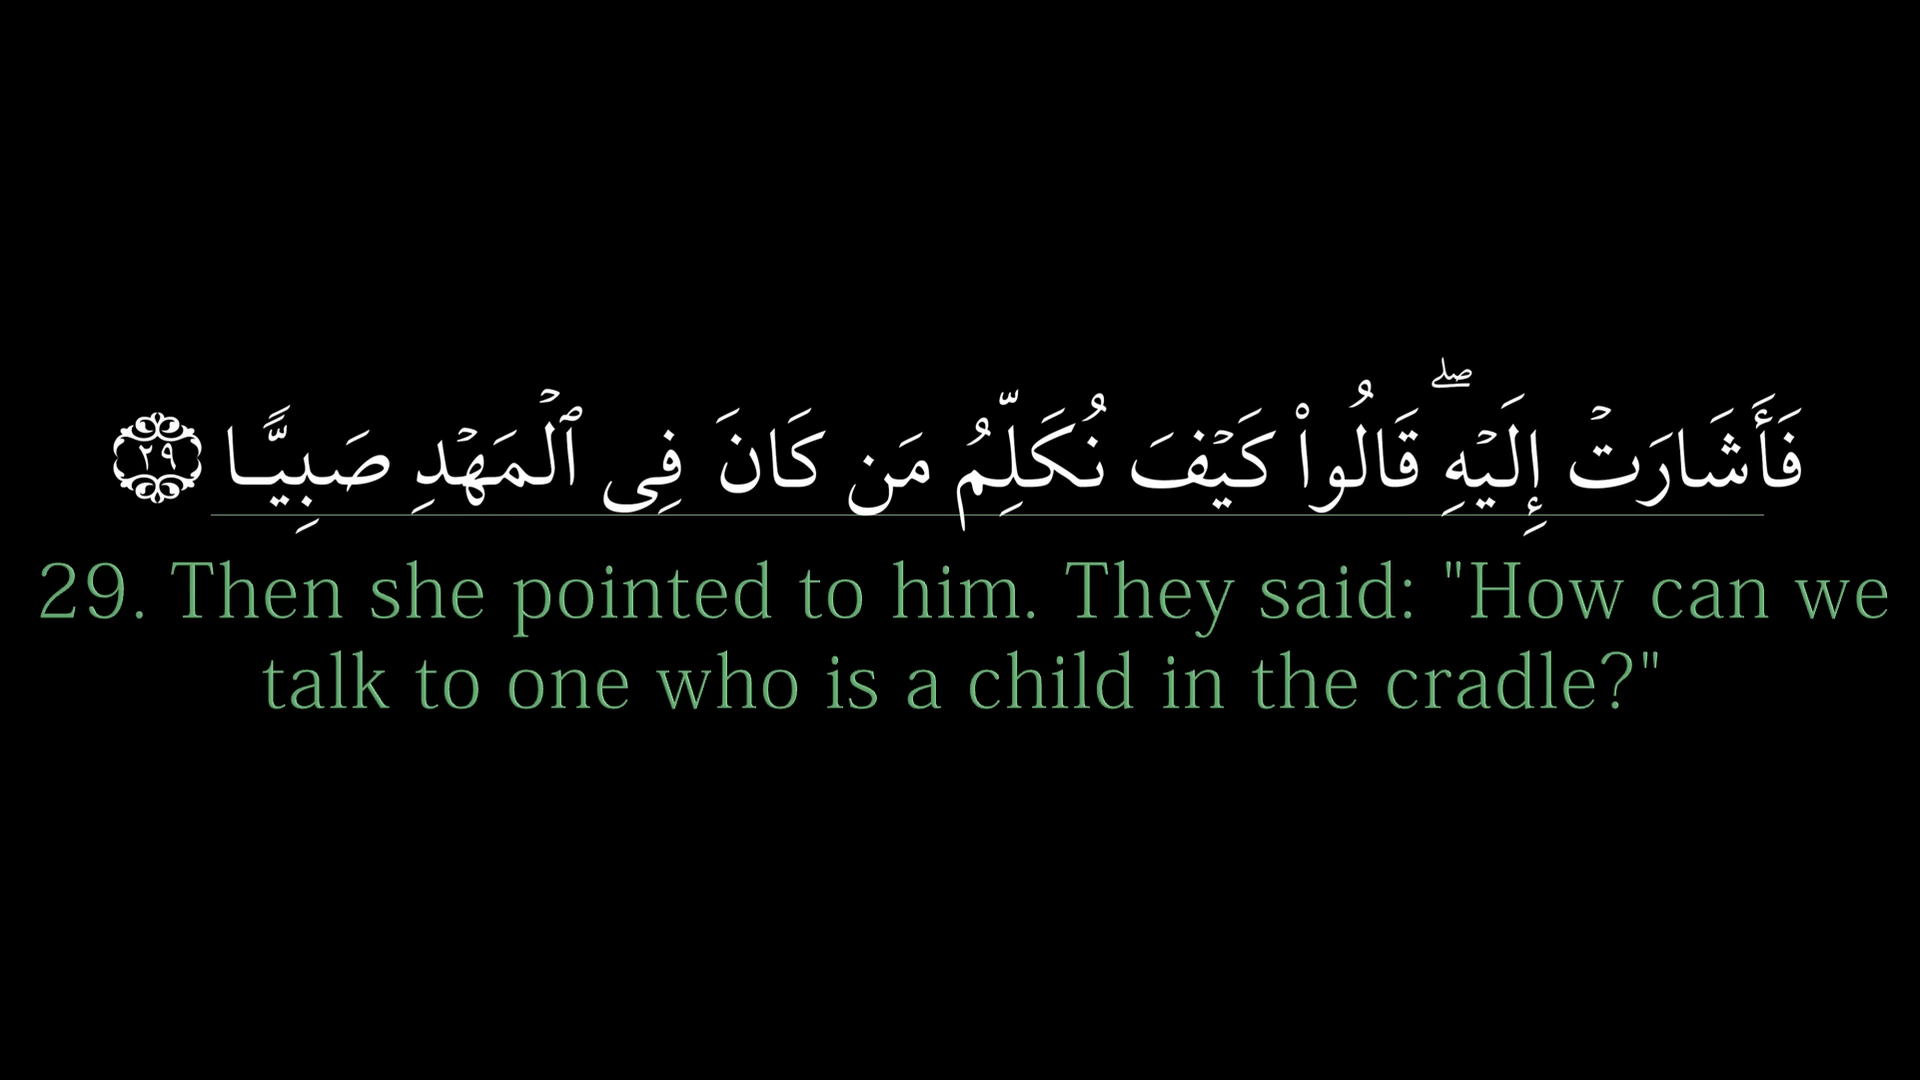 فَأَشَارَتۡ إِلَيۡهِۖ قَالُواْ كَيۡفَ نُكَلِّمُ مَن كَانَ فِى ٱلۡمَهۡدِ صَبِيًّـا ٢٩
29. Then she pointed to him. They said: "How can we
talk to one who is a child in the cradle?"